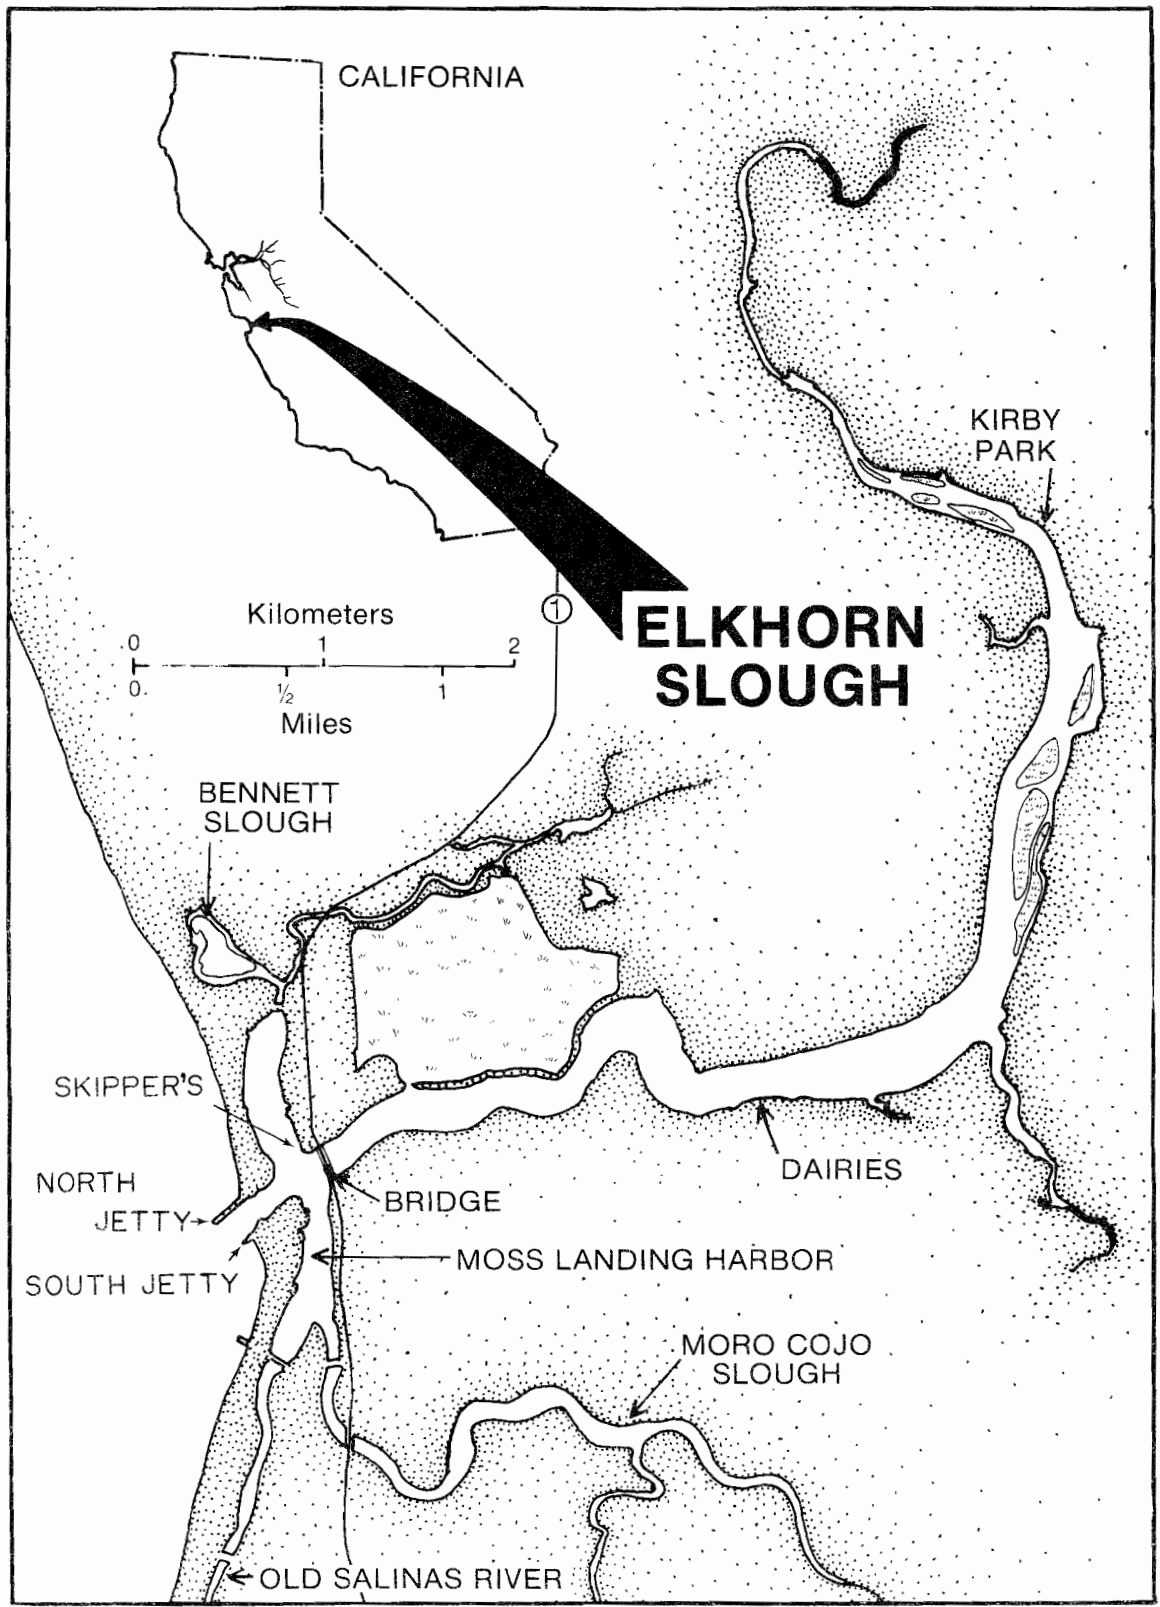 CALIFORNIA
KIRBY
PARK
Kilometers
1
0 1 2
0. ½ 1
Miles
ELKHORN
SLOUGH
BENNETT
SLOUGH
SKIPPER'S
DAIRIES
NORTH
JETTY
BRIDGE
MOSS LANDING HARBOR
SOUTH JETTY
MORO COJO
SLOUGH
OLD SALINAS RIVER